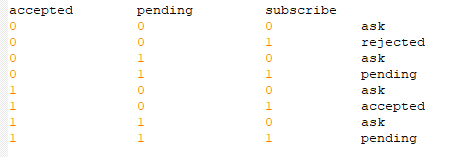 accepted pending subscribe
0 0 0 ask
0 0 1 rejected
0 1 0 ask
0 1 1 pending
1 0 0 ask
1 0 1 accepted
1 1 0 ask
1 1 1 pending